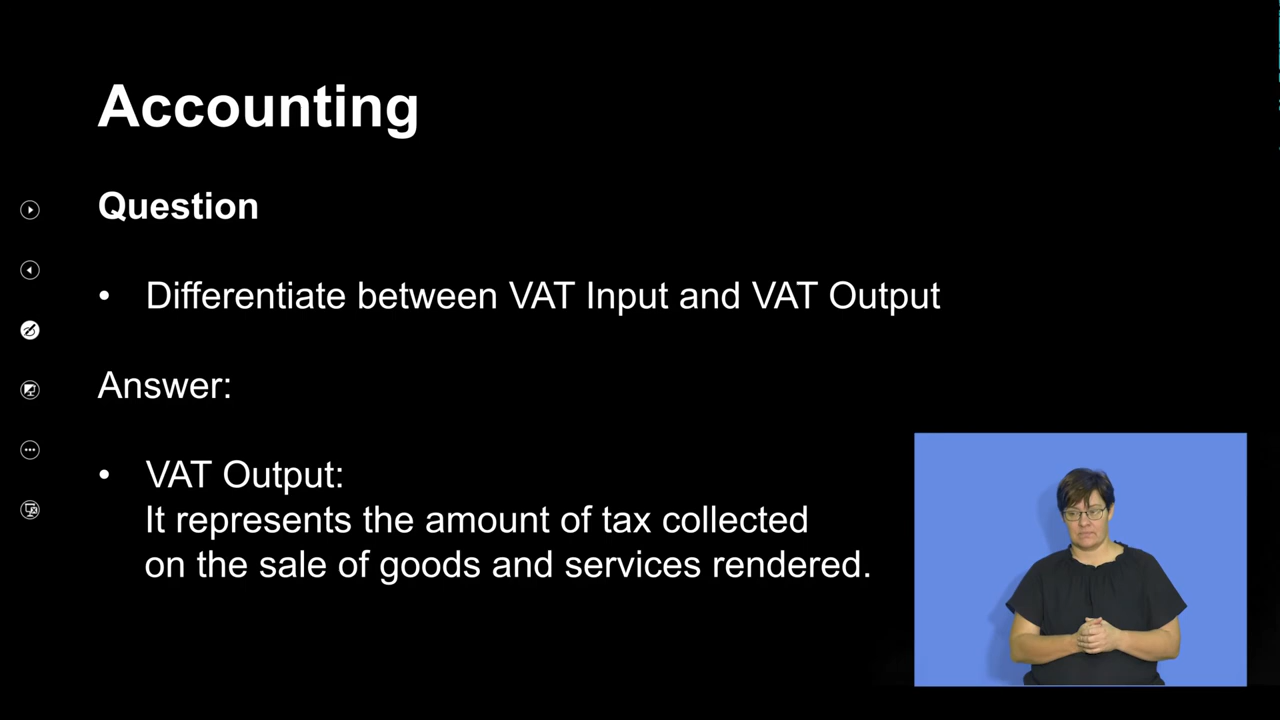 Accounting
Question
• Differentiate between VAT Input and VAT Output
Answer:
• VAT Output:
It represents the amount of tax collected
on the sale of goods and services rendered.